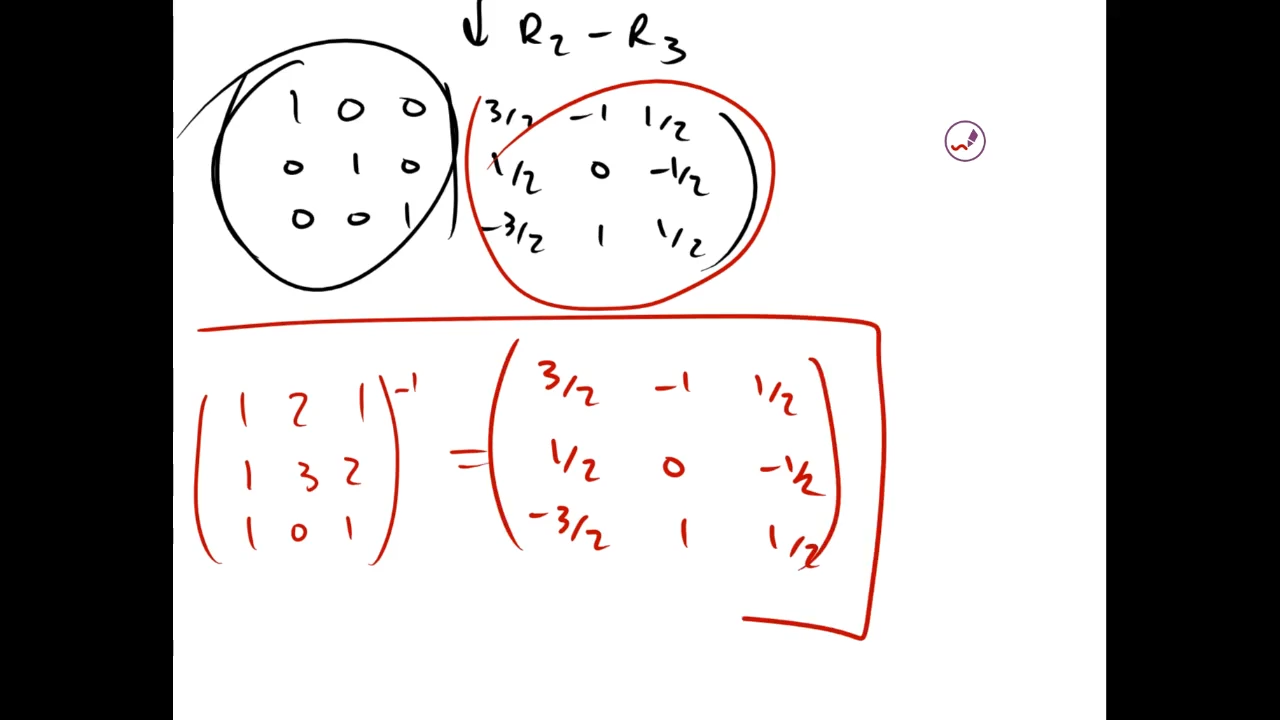 ↓ R₂ - R₃
1 0 0 3/2 -1 1/2
0 1 0 1/2 0 -1/2
0 0 1 -3/2 1 1/2
( 1 2 1 )⁻¹ = ( 3/2 -1 1/2 )
1 3 2 1/2 0 -1/2
1 0 1 -3/2 1 1/2